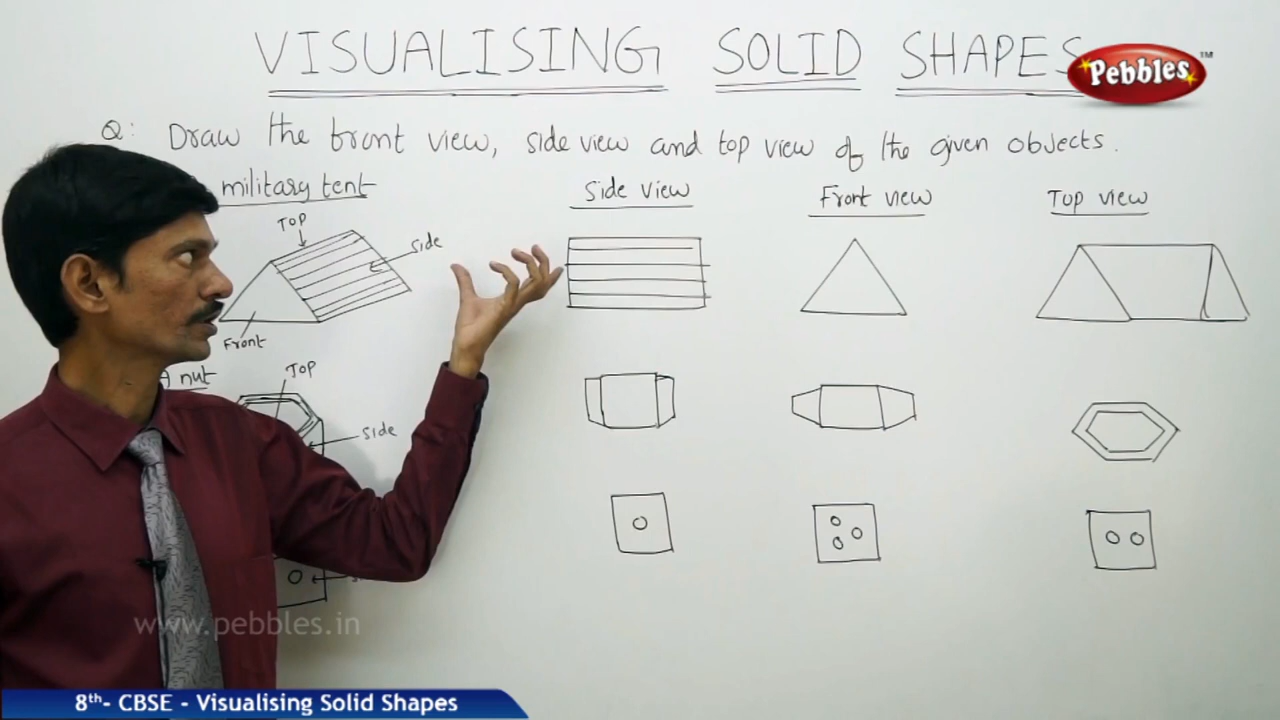 VISUALISING SOLID SHAPES
Pebbles™
Q: Draw the front view, side view and top view of the given objects.
military tent
Side view
Front view
Top view
TOP
side
Front
A nut
TOP
side
www.pebbles.in
8th- CBSE - Visualising Solid Shapes